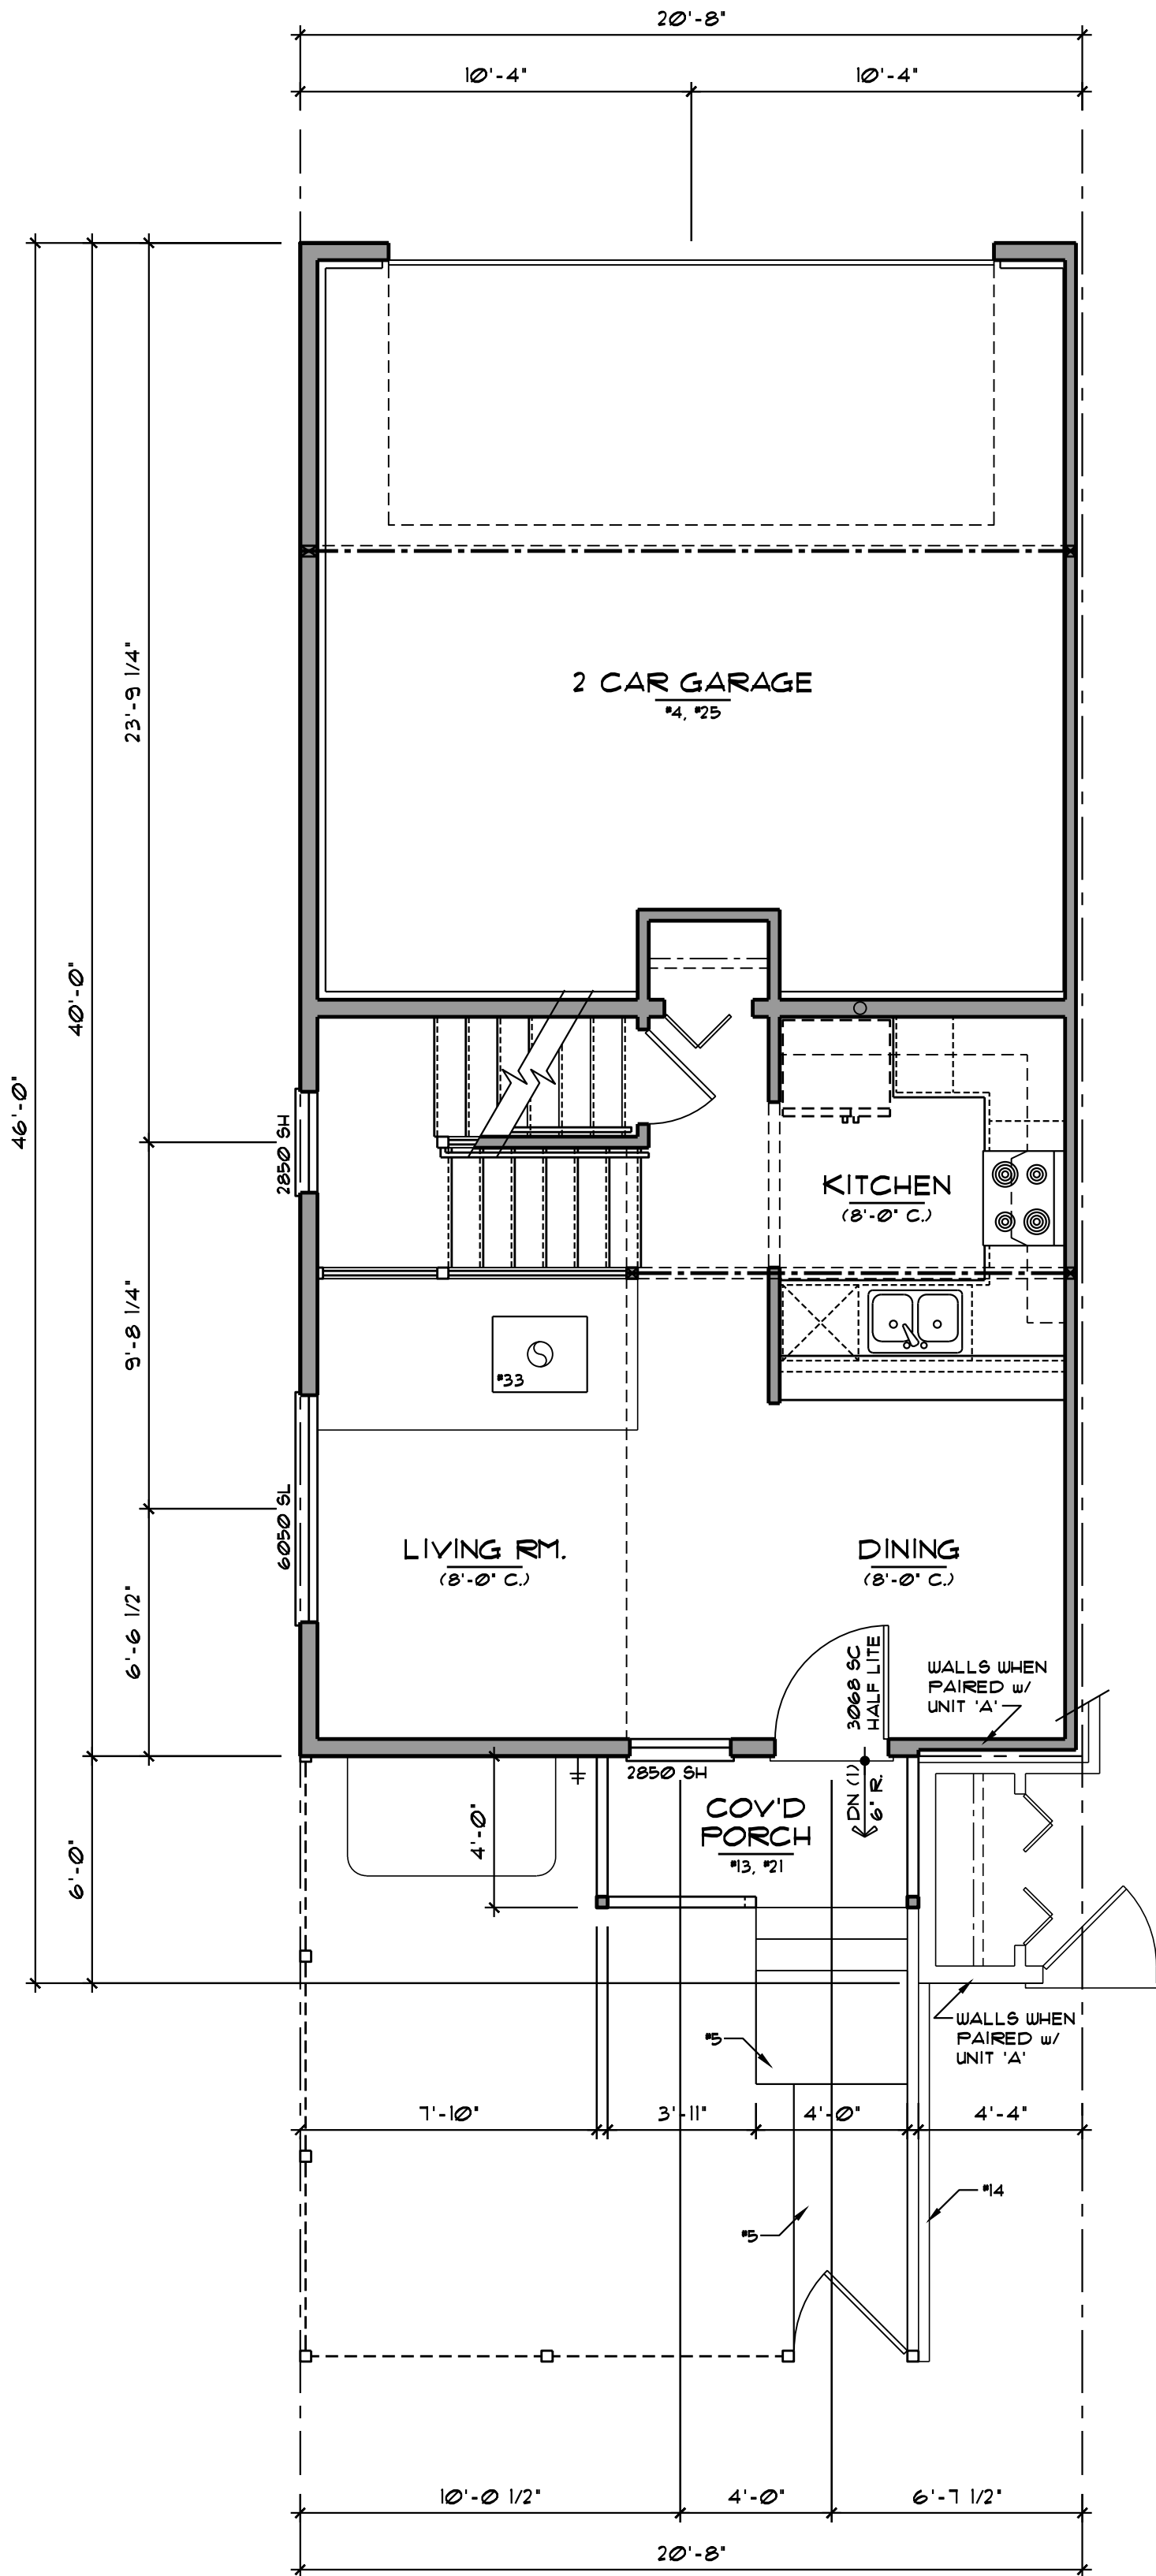 20'-8"
10'-4"
10'-4"
23'-9 1/4"
40'-0"
46'-0"
2 CAR GARAGE
#4, #25
2850 SH
KITCHEN
(8'-0" C.)
9'-8 1/4"
#33
6050 SL
LIVING RM.
(8'-0" C.)
DINING
(8'-0" C.)
6'-6 1/2"
3068 SC
HALF LITE
WALLS WHEN
PAIRED w/
UNIT 'A'
2850 SH
DN (1)
6" R.
COV'D
PORCH
#13, #21
4'-0"
6'-0"
WALLS WHEN
PAIRED w/
UNIT 'A'
#5
7'-10"
3'-11"
4'-0"
4'-4"
#14
#5
10'-0 1/2"
4'-0"
6'-7 1/2"
20'-8"